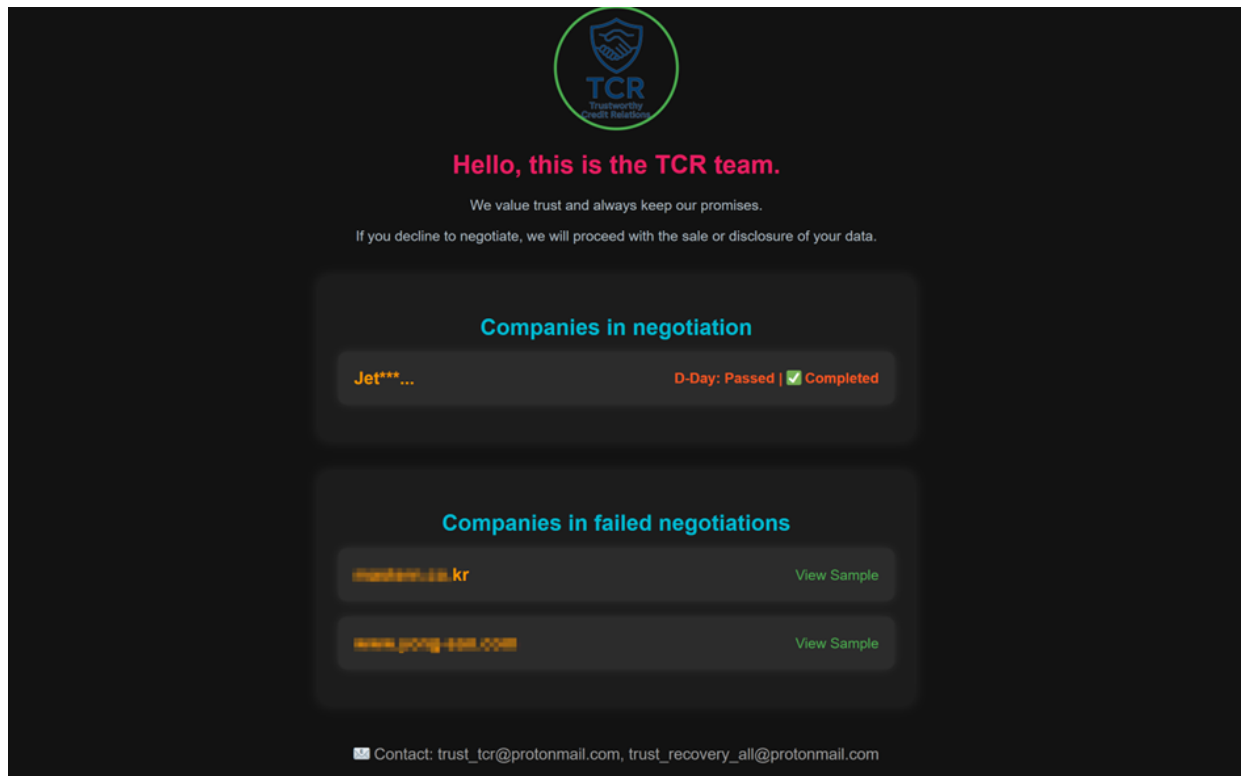 TCR
Trustworthy
Credit Relations
Hello, this is the TCR team.
We value trust and always keep our promises.
If you decline to negotiate, we will proceed with the sale or disclosure of your data.
Companies in negotiation
Jet***... D-Day: Passed | ✅ Completed
Companies in failed negotiations
.kr View Sample
View Sample
✉ Contact: trust_tcr@protonmail.com, trust_recovery_all@protonmail.com